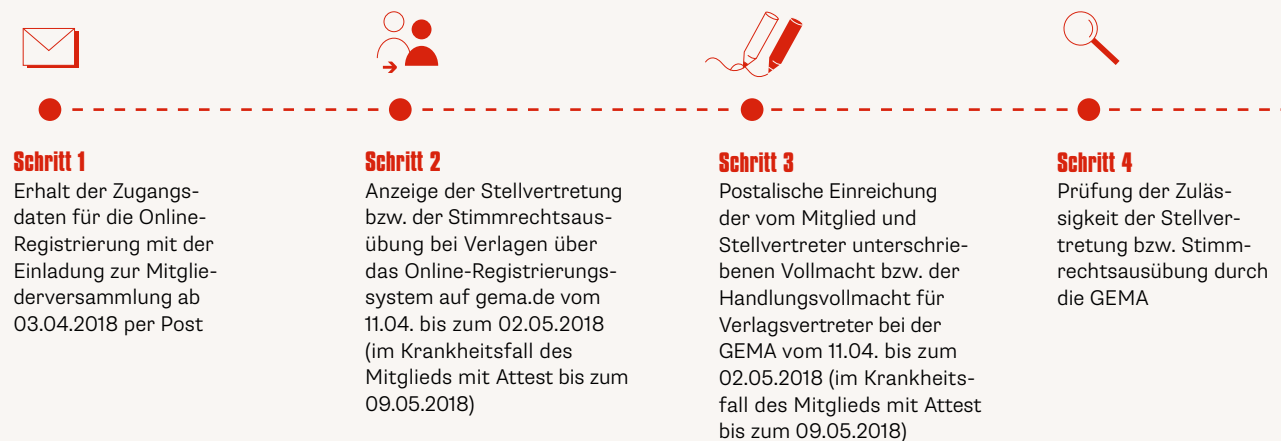 Schritt 1
Erhalt der Zugangs-
daten für die Online-
Registrierung mit der
Einladung zur Mitglie-
derversammlung ab
03.04.2018 per Post
Schritt 2
Anzeige der Stellvertretung
bzw. der Stimmrechtsaus-
übung bei Verlagen über
das Online-Registrierungs-
system auf gema.de vom
11.04. bis zum 02.05.2018
(im Krankheitsfall des
Mitglieds mit Attest bis zum
09.05.2018)
Schritt 3
Postalische Einreichung
der vom Mitglied und
Stellvertreter unterschrie-
benen Vollmacht bzw. der
Handlungsvollmacht für
Verlagsvertreter bei der
GEMA vom 11.04. bis zum
02.05.2018 (im Krankheits-
fall des Mitglieds mit Attest
bis zum 09.05.2018)
Schritt 4
Prüfung der Zuläs-
sigkeit der Stellver-
tretung bzw. Stimm-
rechtsausübung durch
die GEMA